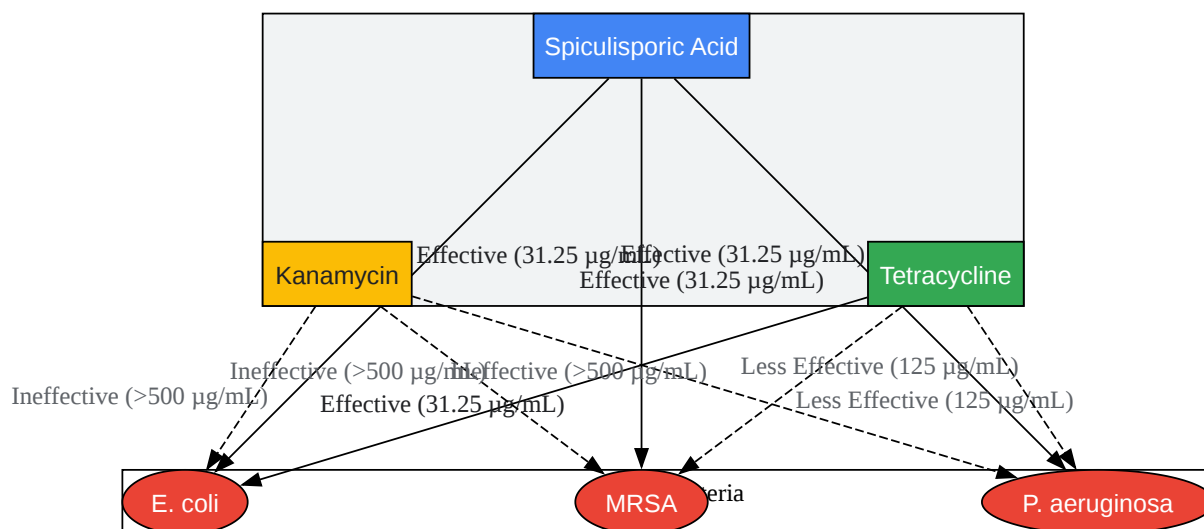 Spiculisporic Acid
Effective (31.25 µg/mL)
Effective (31.25 µg/mL)
Effective (31.25 µg/mL)
Kanamycin
Tetracycline
Ineffective (>500 µg/mL)
Ineffective (>500 µg/mL)
Ineffective (>500 µg/mL)
Less Effective (125 µg/mL)
Less Effective (125 µg/mL)
Effective (31.25 µg/mL)
E. coli
MRSA
P. aeruginosa